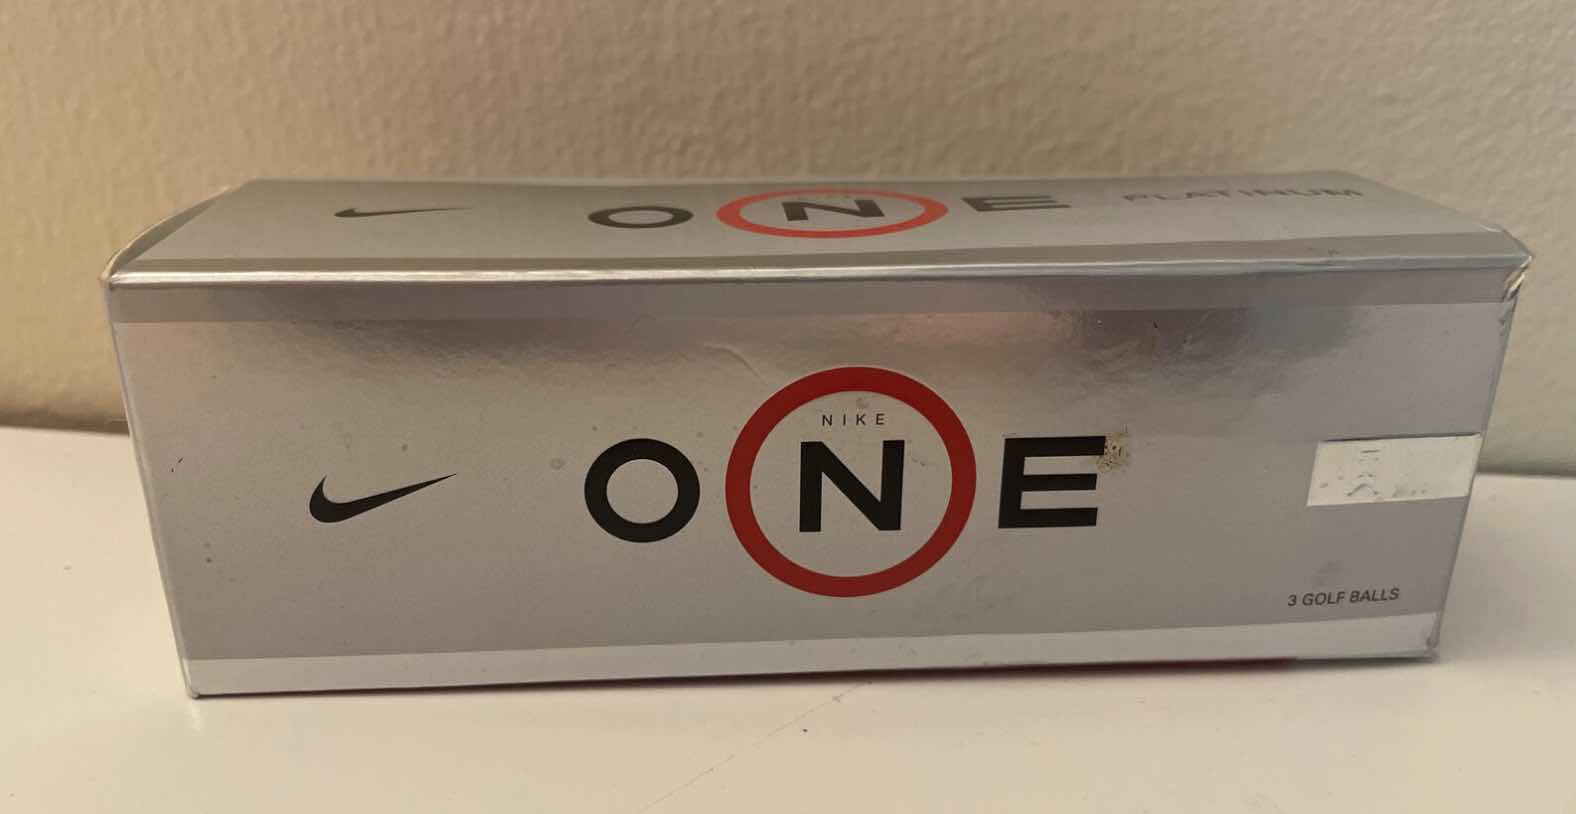 ONE PLATINUM
NIKE
ONE
3 GOLF BALLS